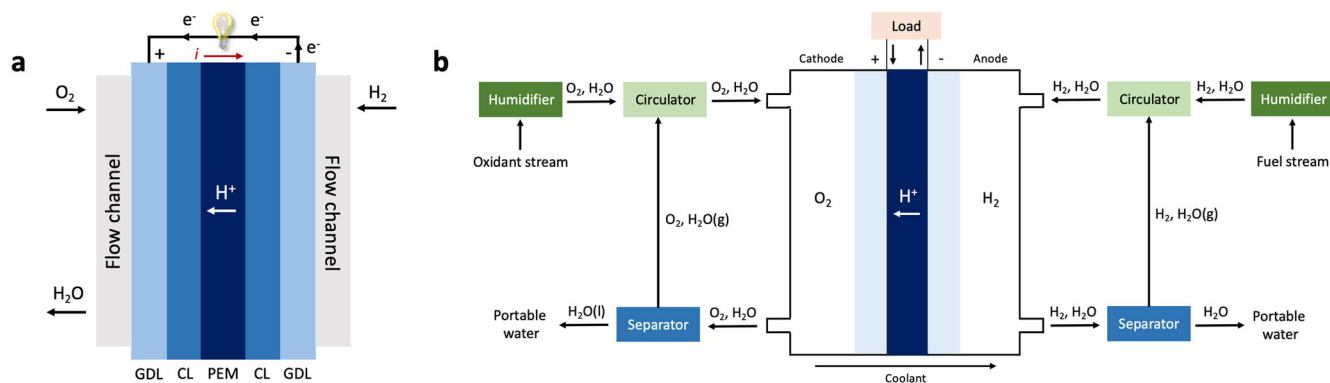 a
e⁻
e⁻
e⁻
+
i
-
O₂
H₂
Flow channel
H⁺
Flow channel
H₂O
GDL
CL
PEM
CL
GDL
b
Load
Cathode
+
-
Anode
Humidifier
O₂, H₂O
Circulator
O₂, H₂O
H₂, H₂O
Circulator
H₂, H₂O
Humidifier
Oxidant stream
Fuel stream
O₂
H⁺
H₂
O₂, H₂O(g)
H₂, H₂O(g)
Portable
water
H₂O(l)
Separator
O₂, H₂O
H₂, H₂O
Separator
H₂O
Portable
water
Coolant